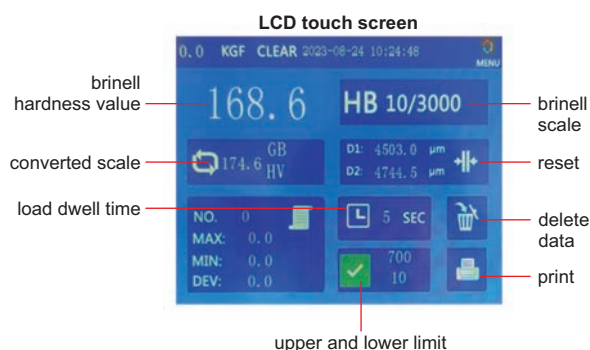 LCD touch screen
0.0 KGF CLEAR 2023-08-24 10:24:48
MENU
brinell
hardness value
168.6
HB 10/3000
brinell
scale
converted scale
174.6 GB
HV
D1: 4503.0 μm
D2: 4744.5 μm
reset
load dwell time
NO. 0
MAX: 0.0
MIN: 0.0
DEV: 0.0
5 SEC
delete
data
700
10
print
upper and lower limit